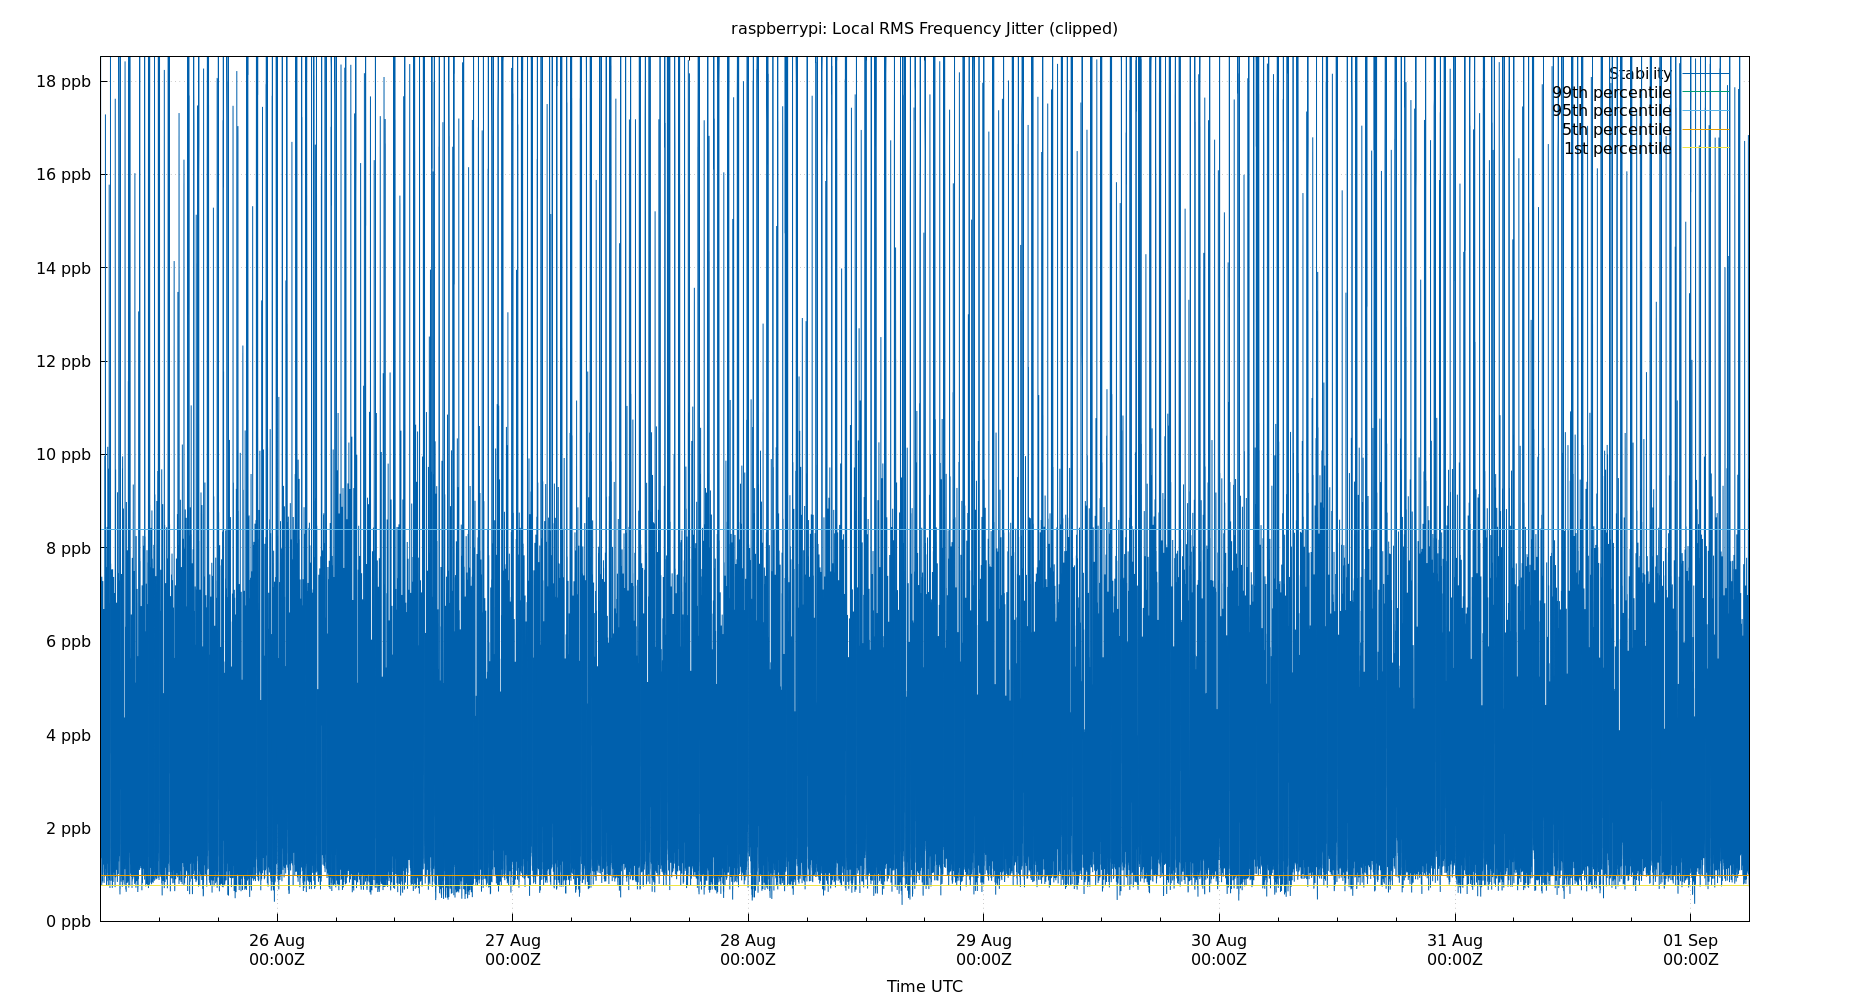 raspberrypi: Local RMS Frequency Jitter (clipped)
18 ppb
16 ppb
14 ppb
12 ppb
10 ppb
8 ppb
6 ppb
4 ppb
2 ppb
0 ppb
Stability
99th percentile
95th percentile
5th percentile
1st percentile
26 Aug
00:00Z
27 Aug
00:00Z
28 Aug
00:00Z
29 Aug
00:00Z
30 Aug
00:00Z
31 Aug
00:00Z
01 Sep
00:00Z
Time UTC